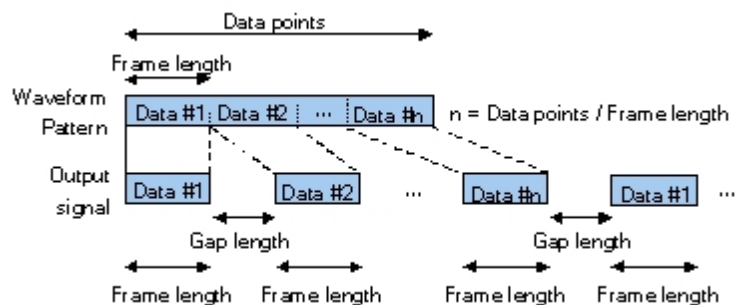 Data points
Frame length
Waveform Pattern
Data #1 Data #2 ... Data #n
n = Data points / Frame length
Output signal
Data #1 Data #2 ... Data #n Data #1 ...
Gap length Gap length
Frame length Frame length Frame length Frame length